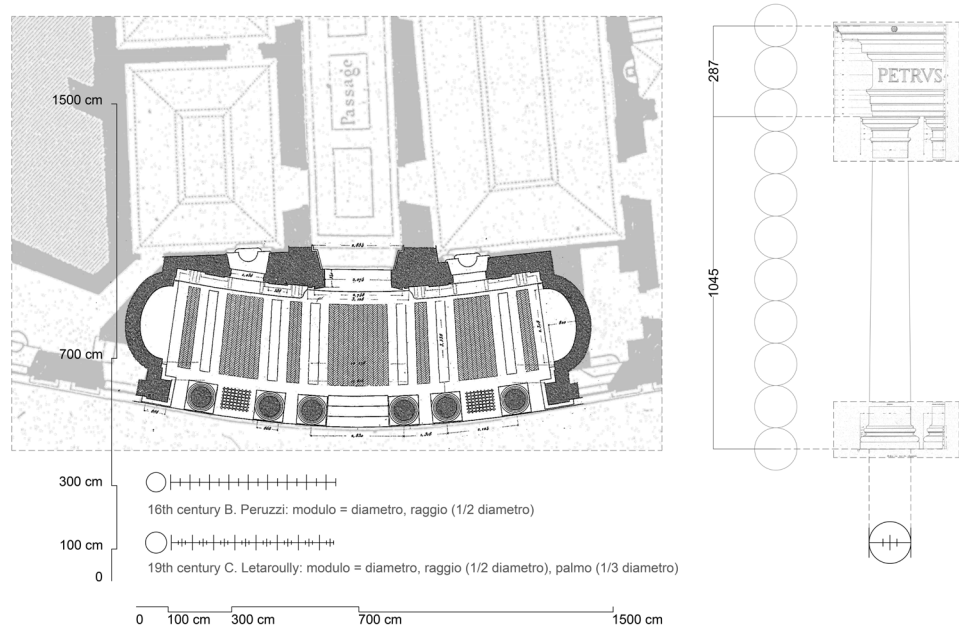 1500 cm
700 cm
300 cm
100 cm
0
Passage
287
1045
PETRVS
16th century B. Peruzzi: modulo = diametro, raggio (1/2 diametro)
19th century C. Letaroully: modulo = diametro, raggio (1/2 diametro), palmo (1/3 diametro)
0 100 cm 300 cm 700 cm 1500 cm